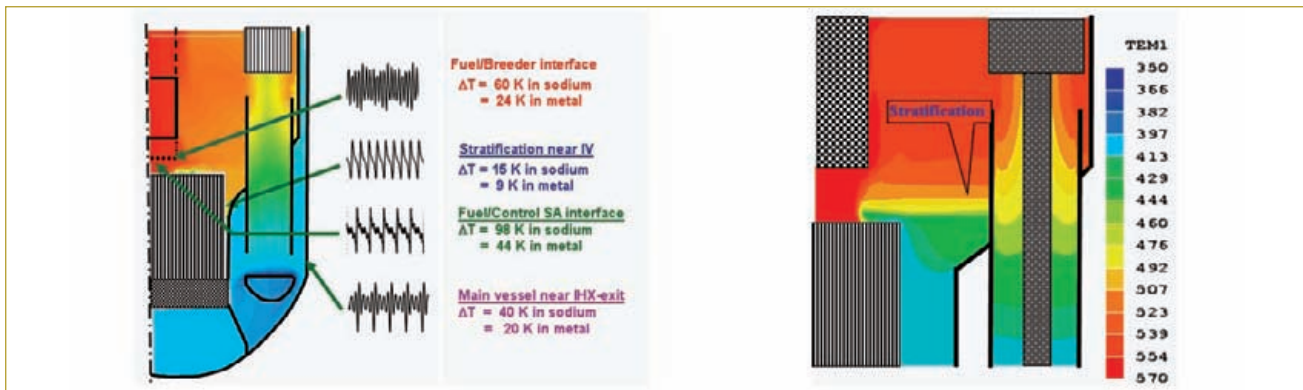 Fuel/Breeder interface
ΔT = 60 K in sodium
= 24 K in metal
Stratification near IV
ΔT = 15 K in sodium
= 9 K in metal
Fuel/Control SA interface
ΔT = 98 K in sodium
= 44 K in metal
Main vessel near IHX-exit
ΔT = 40 K in sodium
= 20 K in metal
Stratification
TEM1
350
366
382
397
413
429
444
460
476
492
507
523
539
554
570